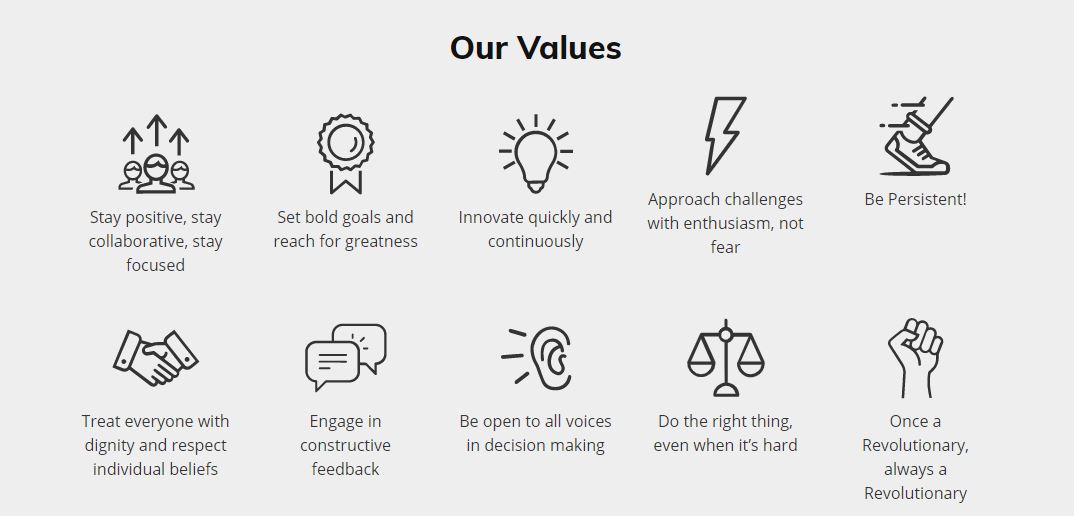 Our Values
Stay positive, stay
collaborative, stay
focused
Set bold goals and
reach for greatness
Innovate quickly and
continuously
Approach challenges
with enthusiasm, not
fear
Be Persistent!
Treat everyone with
dignity and respect
individual beliefs
Engage in
constructive
feedback
Be open to all voices
in decision making
Do the right thing,
even when it’s hard
Once a
Revolutionary,
always a
Revolutionary